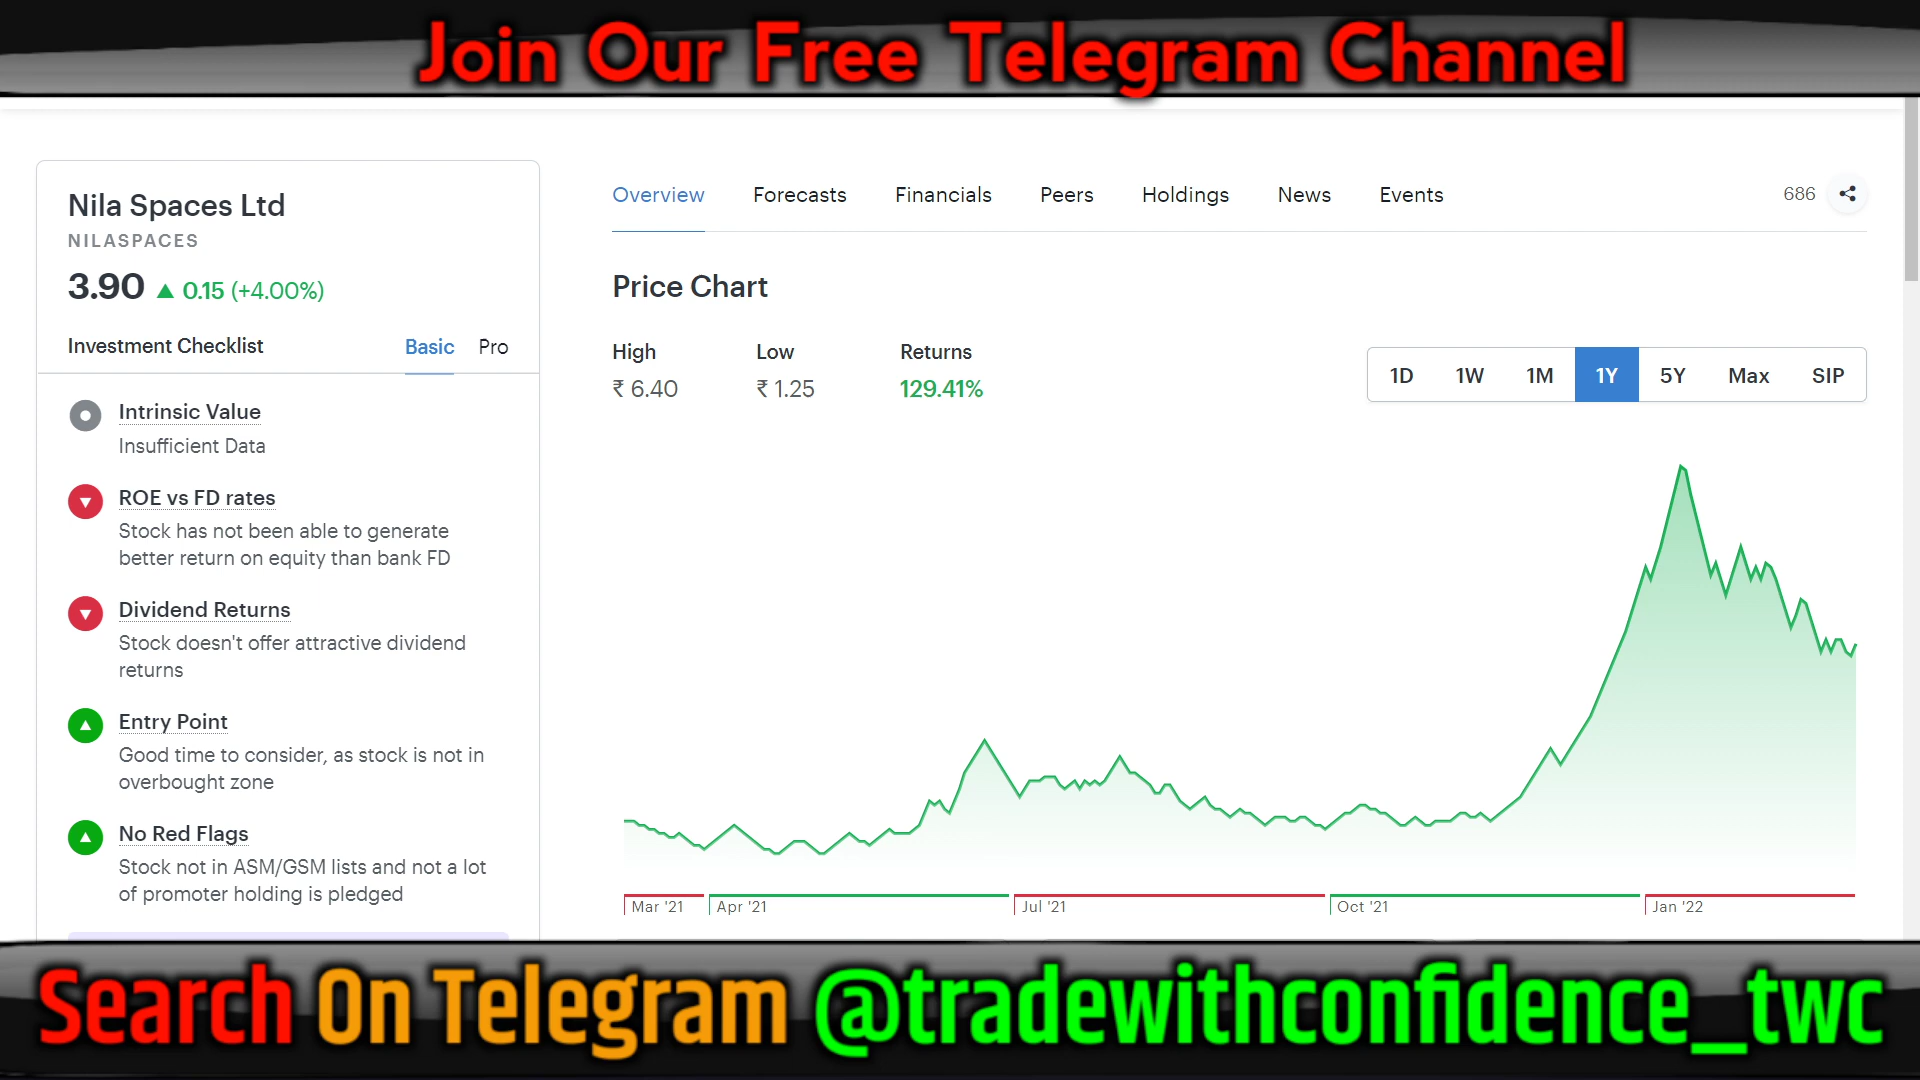 Join Our Free Telegram Channel
Nila Spaces Ltd
NILASPACES
3.90 ▲ 0.15 (+4.00%)
Investment Checklist Basic Pro
Intrinsic Value
Insufficient Data
ROE vs FD rates
Stock has not been able to generate
better return on equity than bank FD
Dividend Returns
Stock doesn't offer attractive dividend
returns
Entry Point
Good time to consider, as stock is not in
overbought zone
No Red Flags
Stock not in ASM/GSM lists and not a lot
of promoter holding is pledged
Overview Forecasts Financials Peers Holdings News Events 686
Price Chart
High Low Returns
₹ 6.40 ₹ 1.25 129.41%
1D 1W 1M 1Y 5Y Max SIP
Mar '21 Apr '21 Jul '21 Oct '21 Jan '22
Search On Telegram @tradewithconfidence_twc